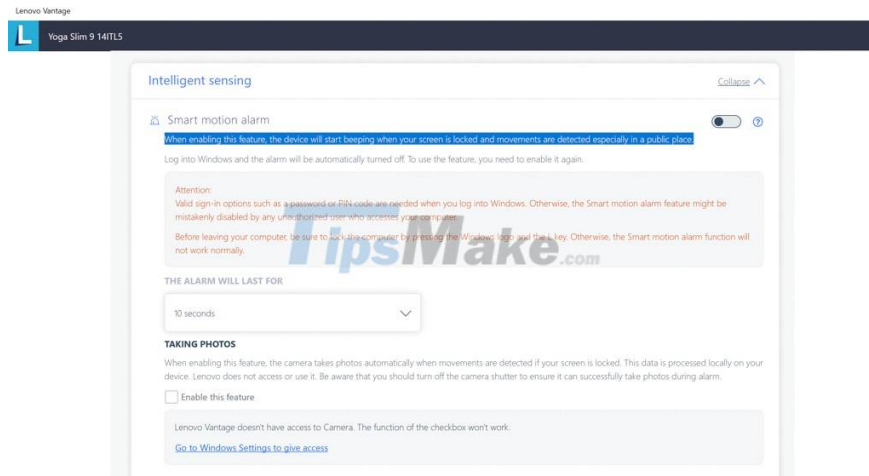 Lenovo Vantage
L Yoga Slim 9 14ITL5
Intelligent sensing Collapse
Smart motion alarm
When enabling this feature, the device will start beeping when your screen is locked and movements are detected especially in a public place.
Log into Windows and the alarm will be automatically turned off. To use the feature, you need to enable it again.
Attention:
Valid sign-in options such as a password or PIN code are needed when you log into Windows. Otherwise, the Smart motion alarm feature might be
mistakenly disabled by any unauthorized user who accesses your computer.
Before leaving your computer, be sure to lock the computer by pressing the Windows logo and the L key. Otherwise, the Smart motion alarm function will
not work normally.
TipsMake.com
THE ALARM WILL LAST FOR
10 seconds
TAKING PHOTOS
When enabling this feature, the camera takes photos automatically when movements are detected if your screen is locked. This data is processed locally on your
device. Lenovo does not access or use it. Be aware that you should turn off the camera shutter to ensure it can successfully take photos during alarm.
Enable this feature
Lenovo Vantage doesn't have access to Camera. The function of the checkbox won't work.
Go to Windows Settings to give access